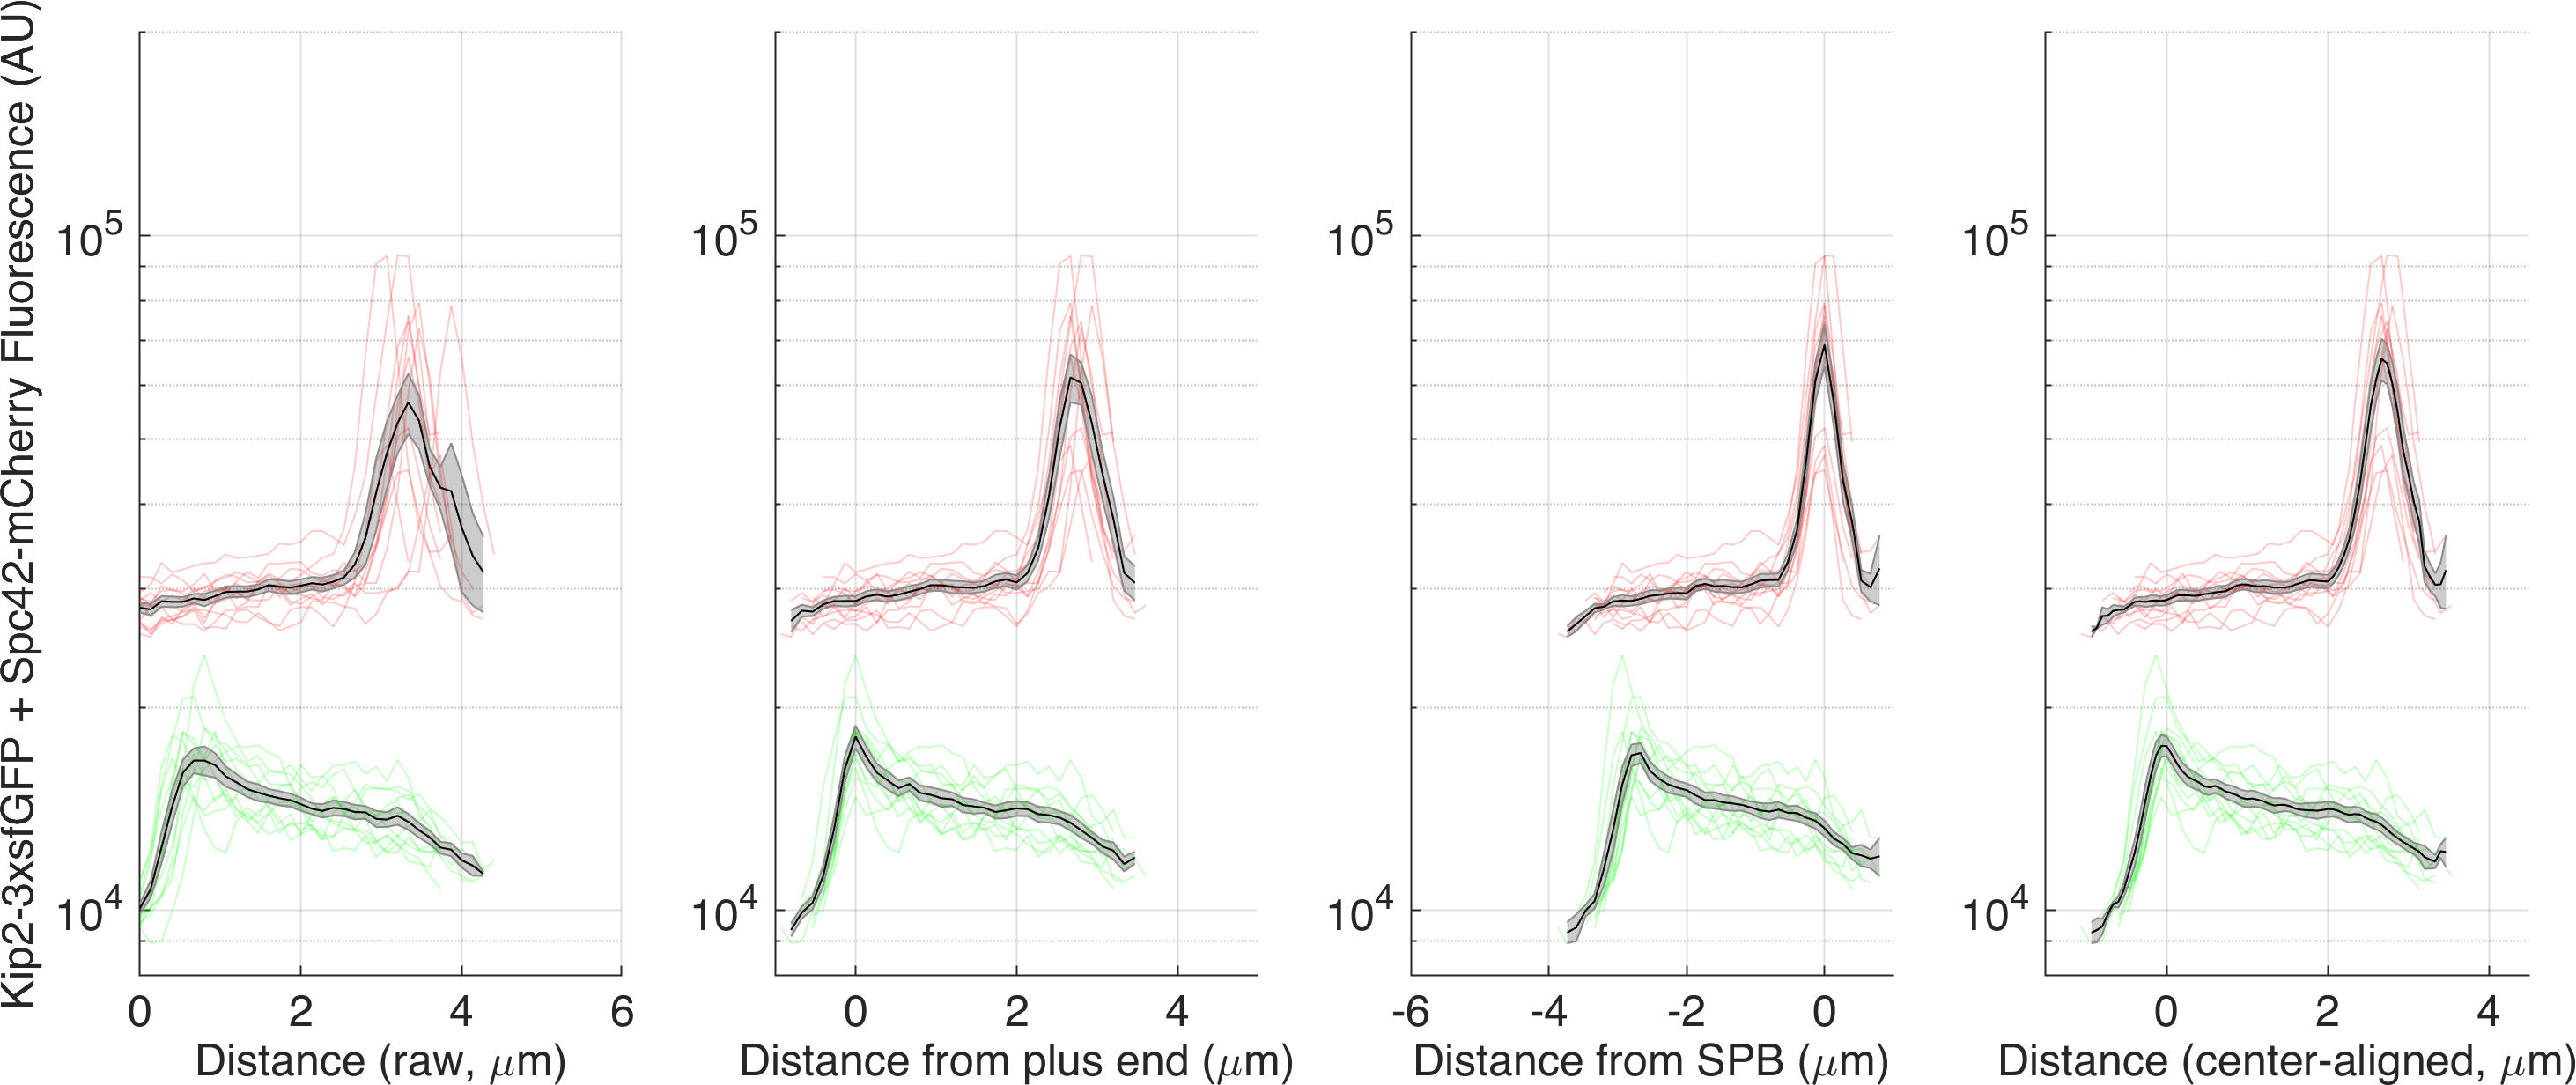 Kip2-3xsfGFP + Spc42-mCherry Fluorescence (AU)
10^5
10^4
0 2 4 6
Distance (raw, μm)
10^5
10^4
0 2 4
Distance from plus end (μm)
10^5
10^4
-6 -4 -2 0
Distance from SPB (μm)
10^5
10^4
0 2 4
Distance (center-aligned, μm)